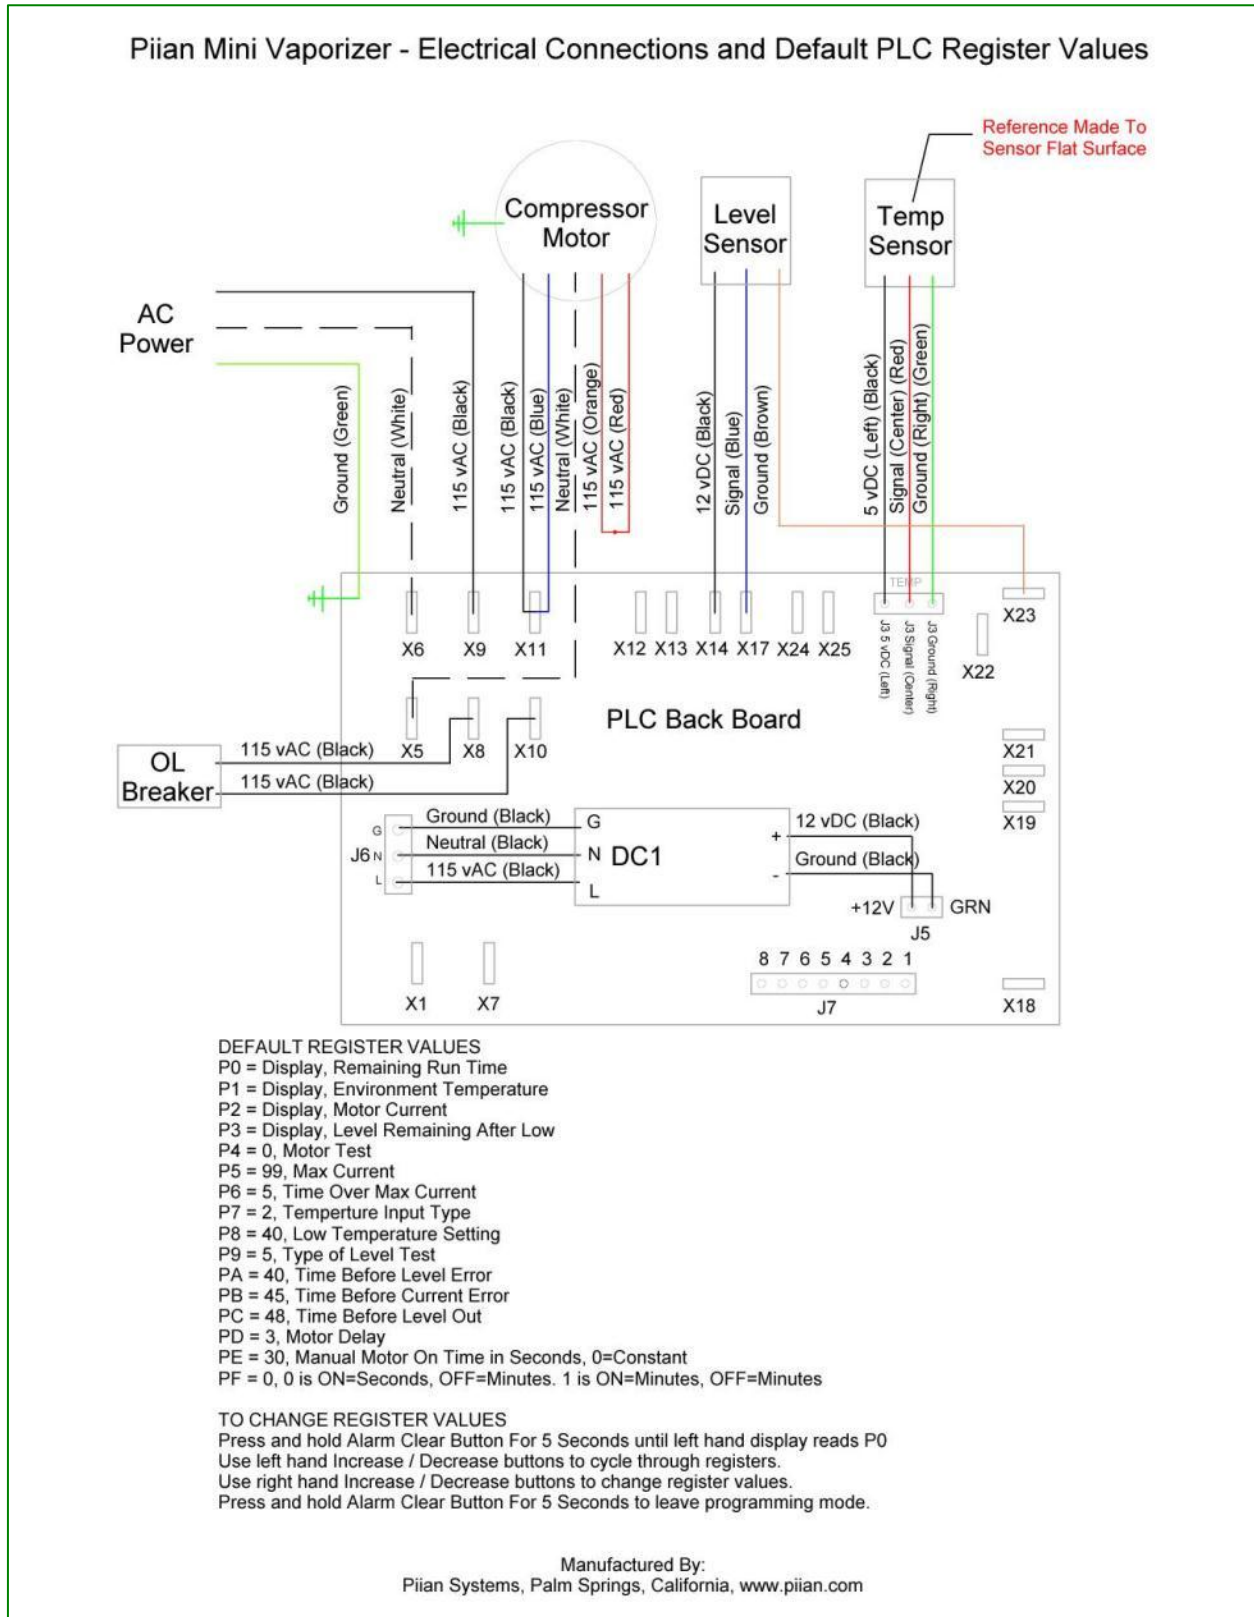 Piian Mini Vaporizer - Electrical Connections and Default PLC Register Values
Reference Made To
Sensor Flat Surface
Compressor
Motor
Level
Sensor
Temp
Sensor
AC
Power
Ground (Green)
Neutral (White)
115 vAC (Black)
115 vAC (Black)
115 vAC (Blue)
Neutral (White)
115 vAC (Orange)
115 vAC (Red)
12 vDC (Black)
Signal (Blue)
Ground (Brown)
5 vDC (Left) (Black)
Signal (Center) (Red)
Ground (Right) (Green)
TEMP
X6
X9
X11
X12
X13
X14
X17
X24
X25
J3 5 vDC (Left)
J3 Signal (Center)
J3 Ground (Right)
X22
X23
PLC Back Board
X5
X8
X10
X21
X20
X19
OL
Breaker
115 vAC (Black)
115 vAC (Black)
J6
G
N
L
Ground (Black)
Neutral (Black)
115 vAC (Black)
G
N
L
DC1
+
-
12 vDC (Black)
Ground (Black)
+12V
GRN
J5
8 7 6 5 4 3 2 1
J7
X1
X7
X18
DEFAULT REGISTER VALUES
P0 = Display, Remaining Run Time
P1 = Display, Environment Temperature
P2 = Display, Motor Current
P3 = Display, Level Remaining After Low
P4 = 0, Motor Test
P5 = 99, Max Current
P6 = 5, Time Over Max Current
P7 = 2, Temperture Input Type
P8 = 40, Low Temperature Setting
P9 = 5, Type of Level Test
PA = 40, Time Before Level Error
PB = 45, Time Before Current Error
PC = 48, Time Before Level Out
PD = 3, Motor Delay
PE = 30, Manual Motor On Time in Seconds, 0=Constant
PF = 0, 0 is ON=Seconds, OFF=Minutes. 1 is ON=Minutes, OFF=Minutes
TO CHANGE REGISTER VALUES
Press and hold Alarm Clear Button For 5 Seconds until left hand display reads P0
Use left hand Increase / Decrease buttons to cycle through registers.
Use right hand Increase / Decrease buttons to change register values.
Press and hold Alarm Clear Button For 5 Seconds to leave programming mode.
Manufactured By:
Piian Systems, Palm Springs, California, www.piian.com